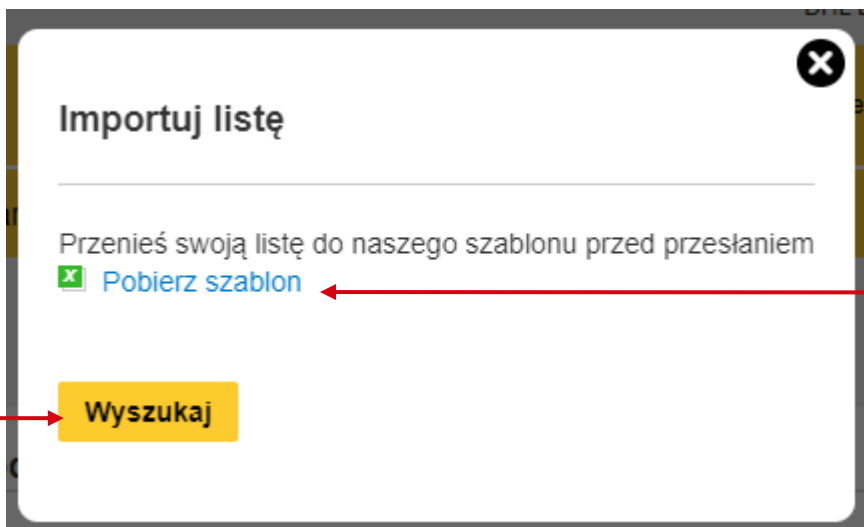 Importuj listę
Przenieś swoją listę do naszego szablonu przed przesłaniem
Pobierz szablon
Wyszukaj